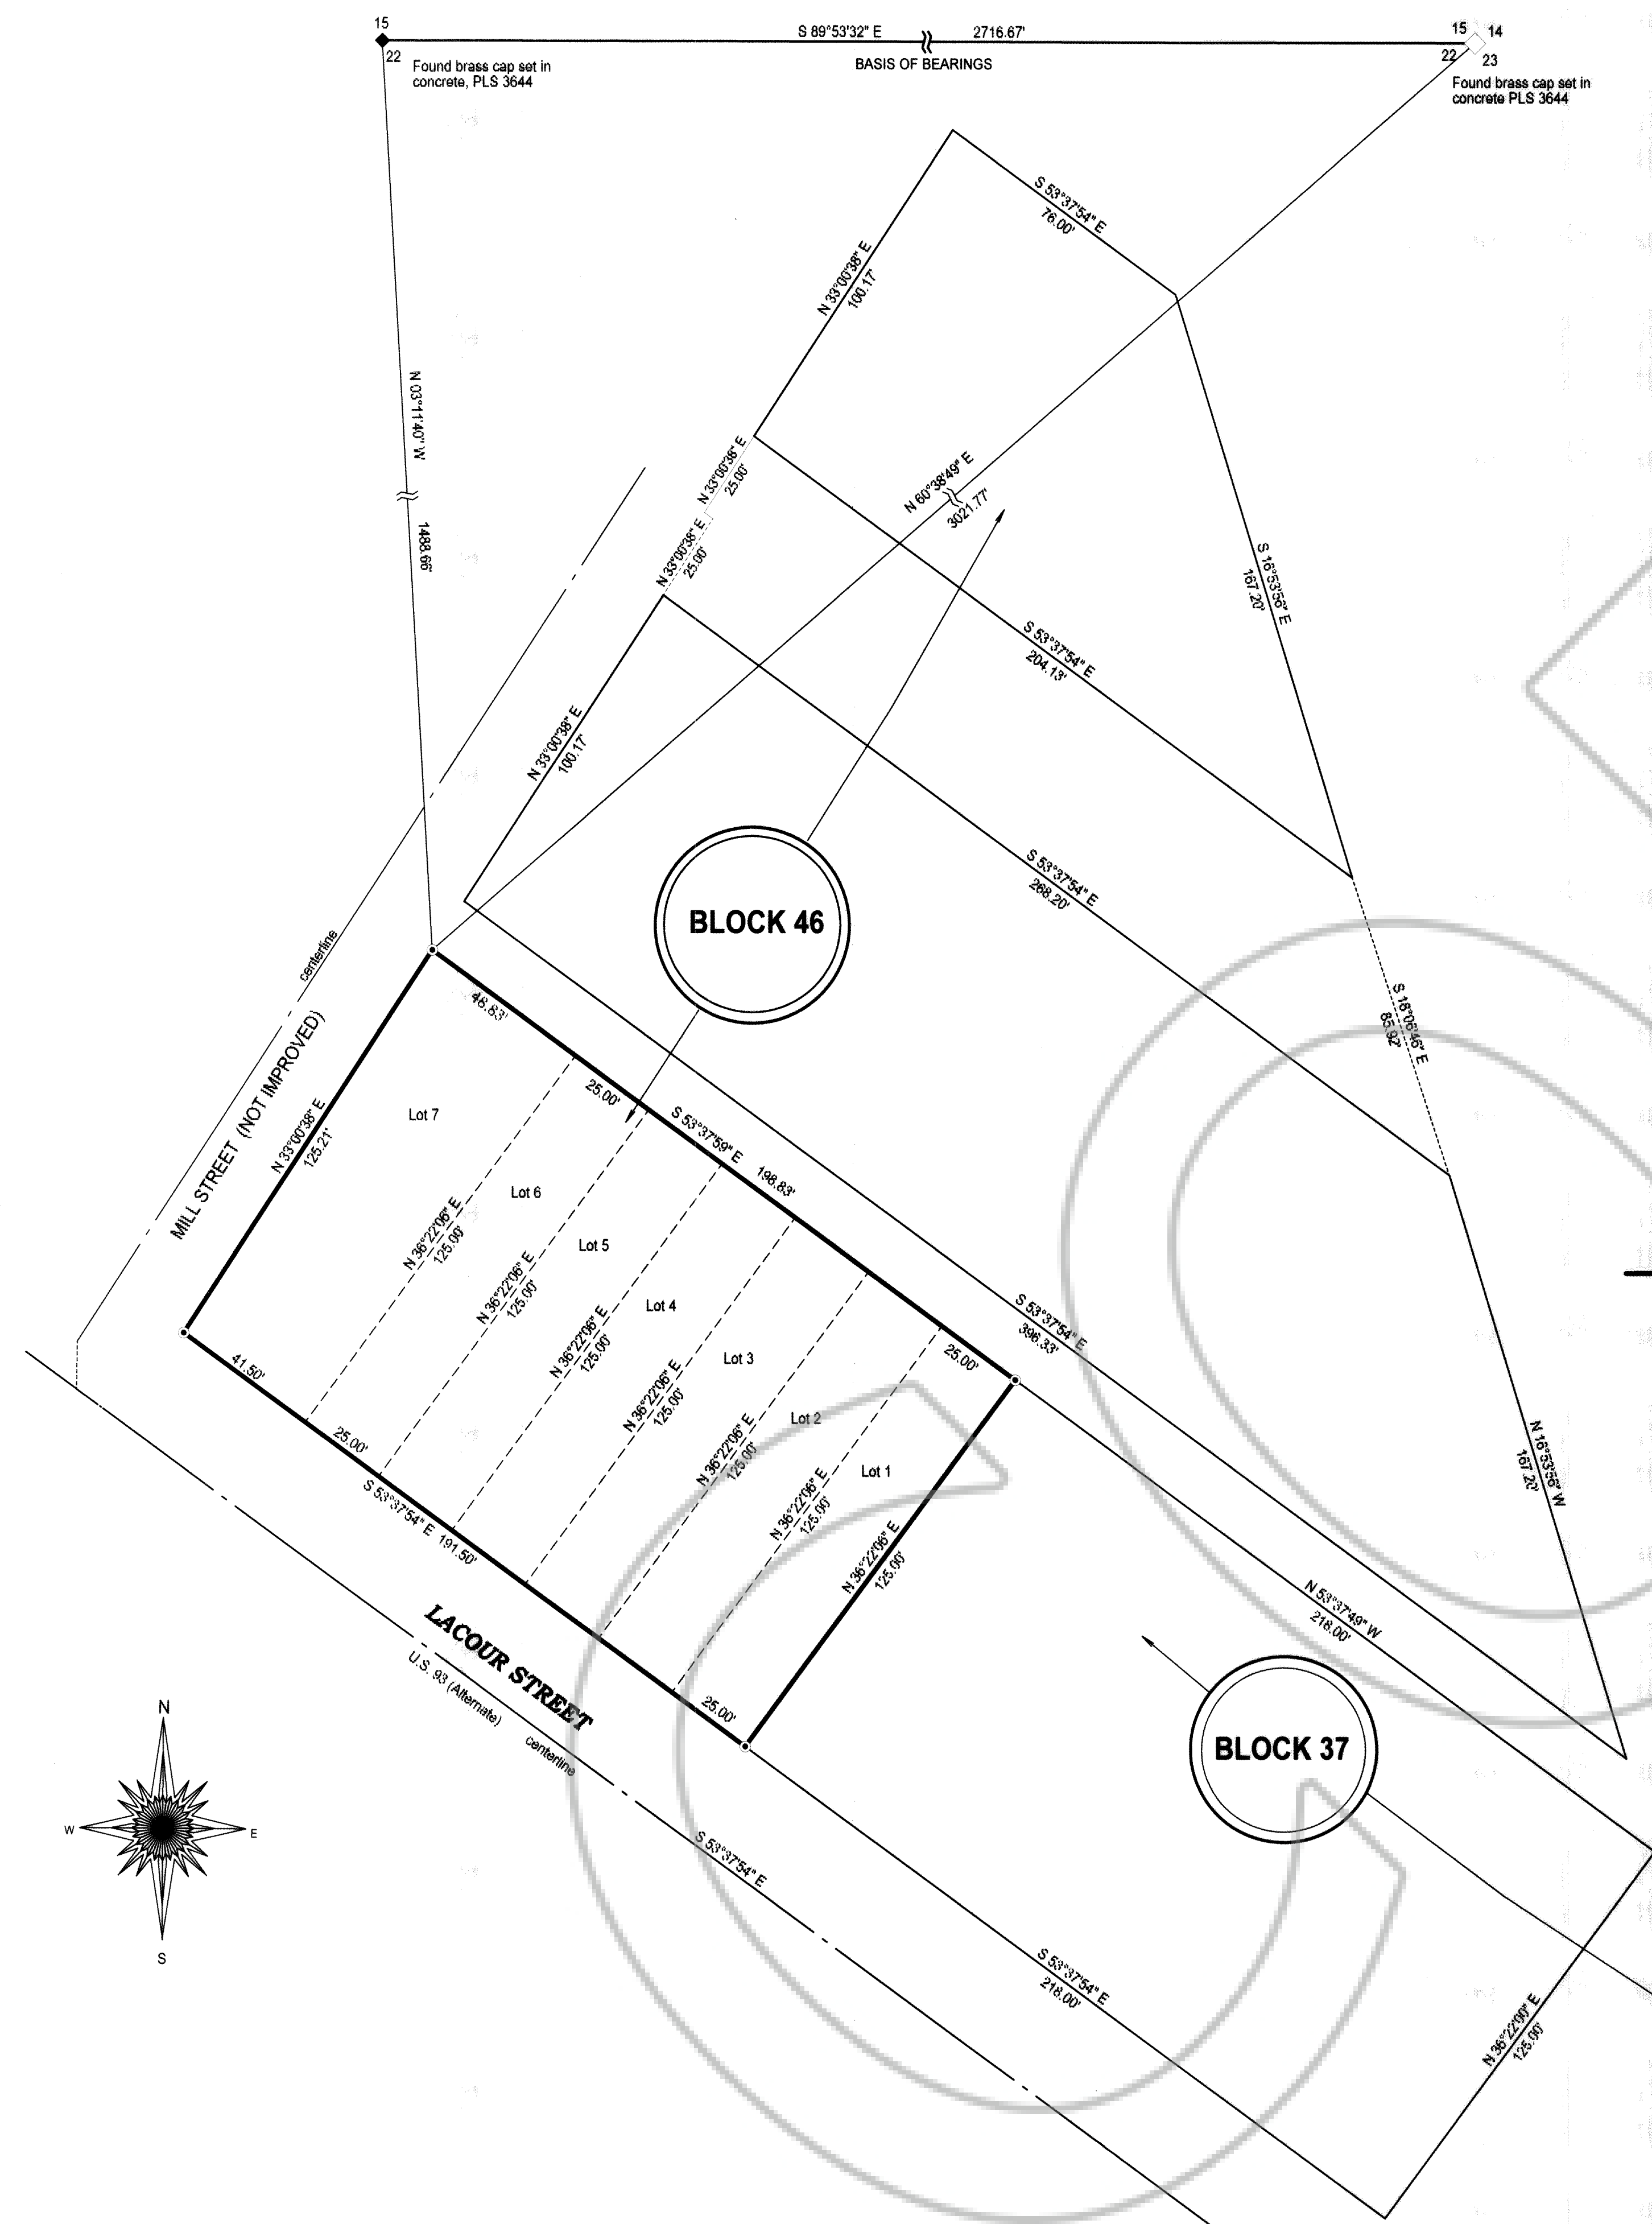 15
S 89°53'32" E 2716.67'
15 14
22
BASIS OF BEARINGS
22 23
Found brass cap set in
concrete, PLS 3644
Found brass cap set in
concrete PLS 3644
S 53°37'54" E
76.00'
N 33°00'38" E
100.17'
N 03°11'40" W
1488.66'
N 33°00'38" E
25.00'
N 60°38'49" E
3021.77'
N 33°00'38" E
25.00'
S 16°53'56" E
167.20'
S 53°37'54" E
204.13'
N 33°00'38" E
100.17'
BLOCK 46
S 53°37'54" E
268.20'
centerline
48.83'
S 18°06'46" E
85.92'
MILL STREET (NOT IMPROVED)
25.00'
Lot 7
N 33°00'38" E
125.21'
S 53°37'59" E 198.83'
Lot 6
N 36°22'06" E
125.00'
Lot 5
N 36°22'06" E
125.00'
Lot 4
N 36°22'06" E
125.00'
Lot 3
N 36°22'06" E
125.00'
Lot 2
N 36°22'06" E
125.00'
Lot 1
N 36°22'06" E
125.00'
N 36°22'06" E
125.00'
25.00'
S 53°37'54" E
396.33'
41.50'
25.00'
S 53°37'54" E 191.50'
25.00'
N 16°53'56" W
167.20'
N 53°37'49" W
218.00'
LACOUR STREET
U.S. 93 (Alternate)
centerline
BLOCK 37
N
W
E
S
S 53°37'54" E
S 53°37'54" E
218.00'
N 36°22'00" E
125.00'